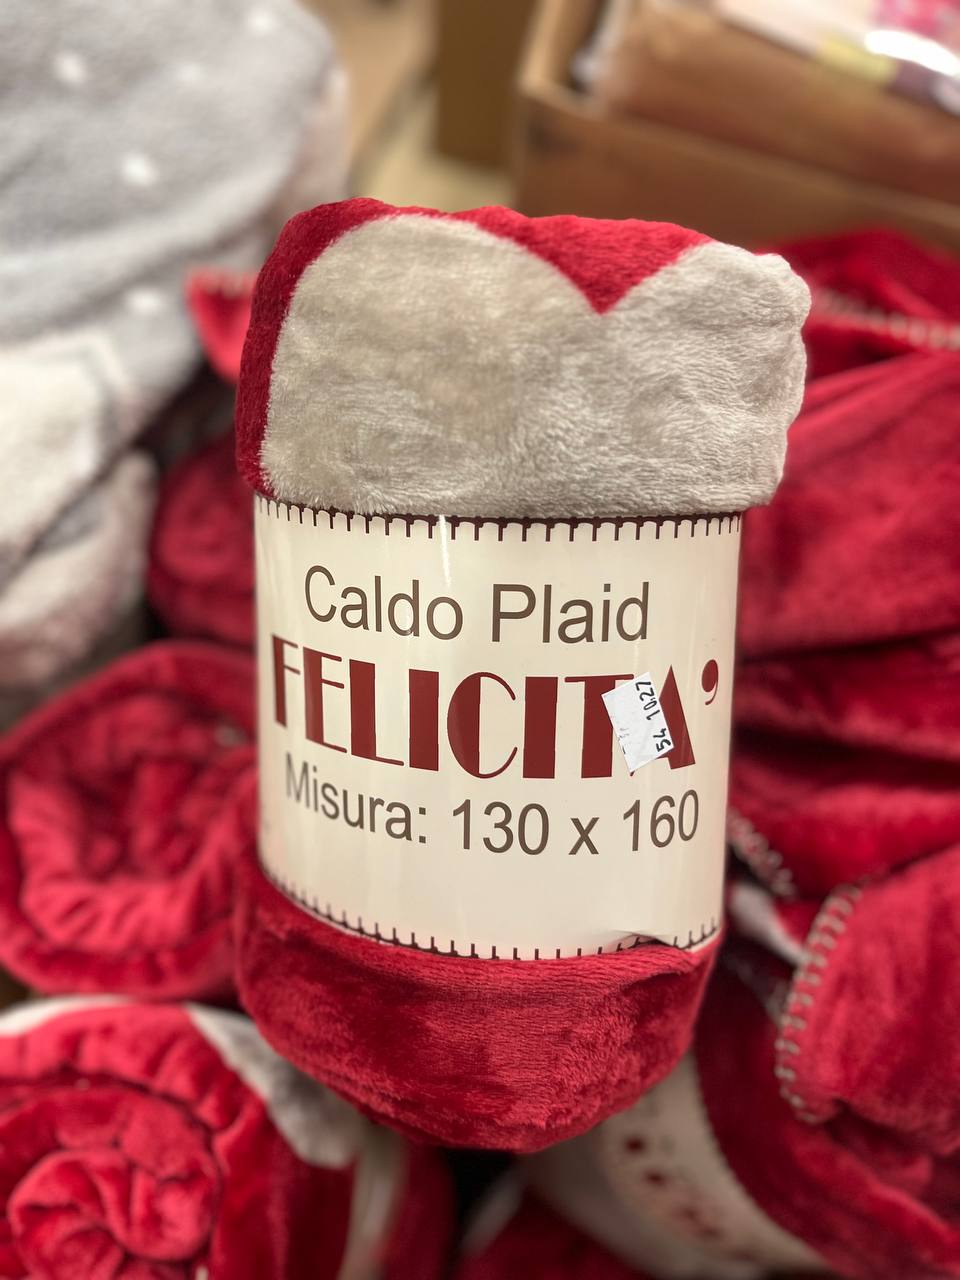 Caldo Plaid
FELICITA’
Misura: 130 x 160
54 1027